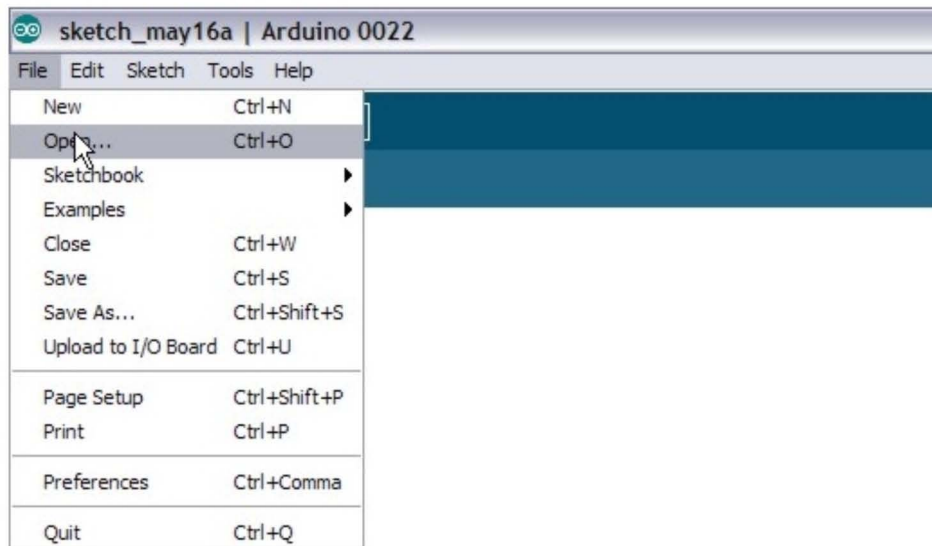 sketch_may16a | Arduino 0022
File Edit Sketch Tools Help
New Ctrl+N
Open... Ctrl+O
Sketchbook
Examples
Close Ctrl+W
Save Ctrl+S
Save As... Ctrl+Shift+S
Upload to I/O Board Ctrl+U
Page Setup Ctrl+Shift+P
Print Ctrl+P
Preferences Ctrl+Comma
Quit Ctrl+Q